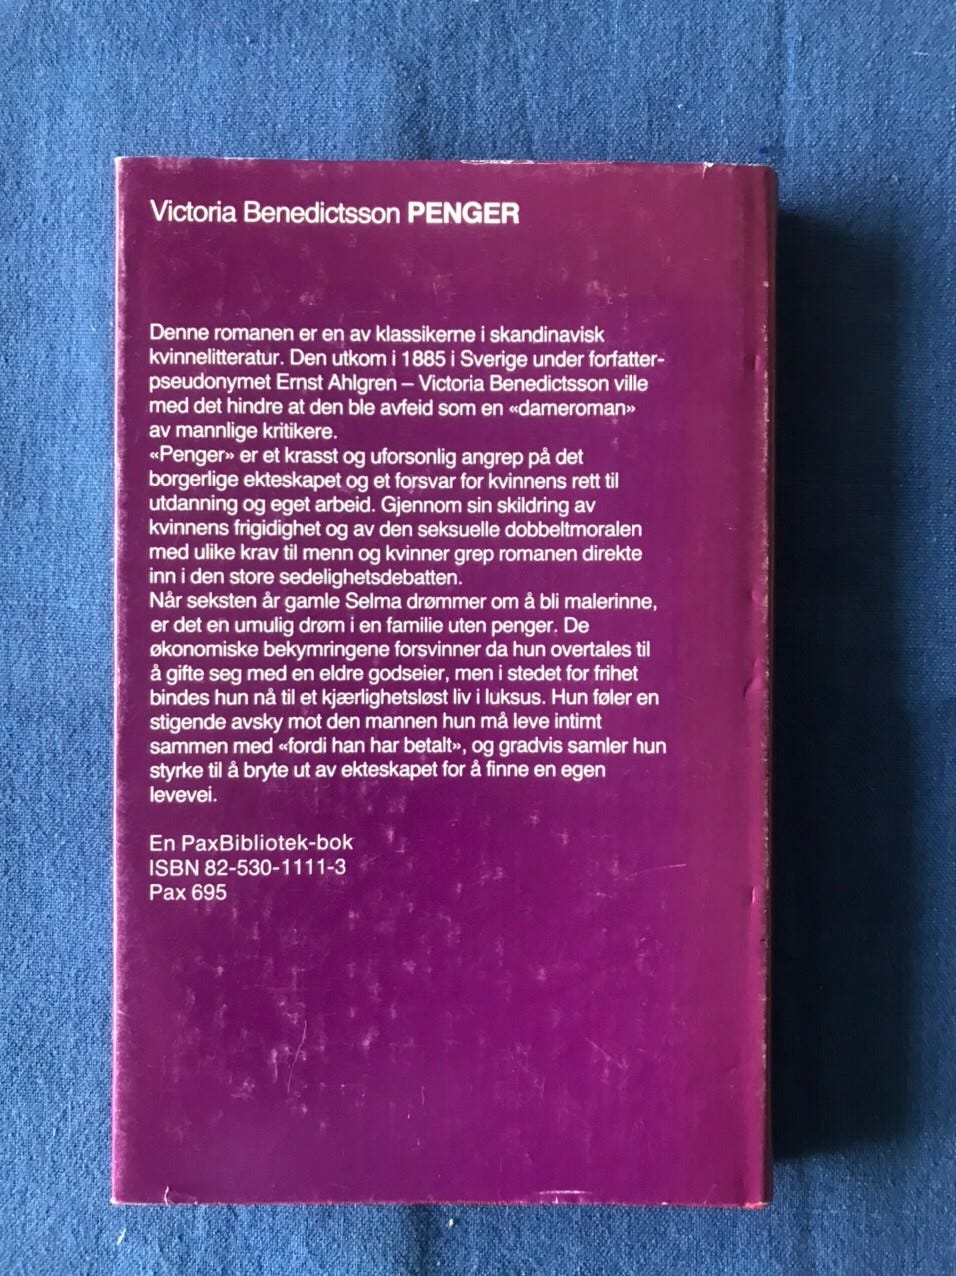 Victoria Benedictsson PENGER
Denne romanen er en av klassikerne i skandinavisk
kvinnelitteratur. Den utkom i 1885 i Sverige under forfatter-
pseudonymet Ernst Ahlgren – Victoria Benedictsson ville
med det hindre at den ble avfeid som en «dameroman»
av mannlige kritikere.
«Penger» er et krasst og uforsonlig angrep på det
borgerlige ekteskapet og et forsvar for kvinnens rett til
utdanning og eget arbeid. Gjennom sin skildring av
kvinnens frigidighet og av den seksuelle dobbeltmoralen
med ulike krav til menn og kvinner grep romanen direkte
inn i den store sedelighetsdebatten.
Når seksten år gamle Selma drømmer om å bli malerinne,
er det en umulig drøm i en familie uten penger. De
økonomiske bekymringene forsvinner da hun overtales til
å gifte seg med en eldre godseier, men i stedet for frihet
bindes hun nå til et kjærlighetsløst liv i luksus. Hun føler en
stigende avsky mot den mannen hun må leve intimt
sammen med «fordi han har betalt», og gradvis samler hun
styrke til å bryte ut av ekteskapet for å finne en egen
levevei.
En PaxBibliotek-bok
ISBN 82-530-1111-3
Pax 695